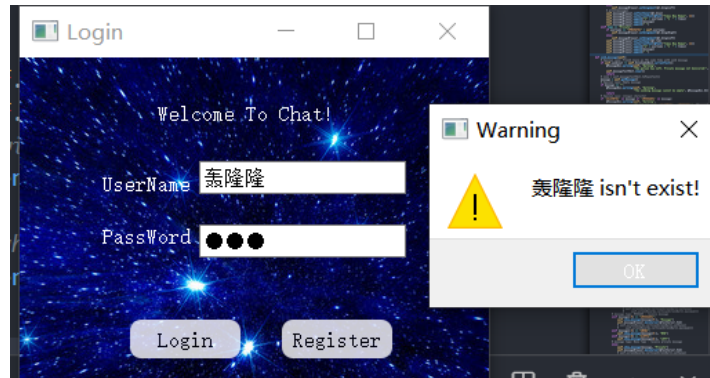 Login
Welcome To Chat!
UserName 轰隆隆
PassWord
Login Register
Warning
轰隆隆 isn't exist!
OK